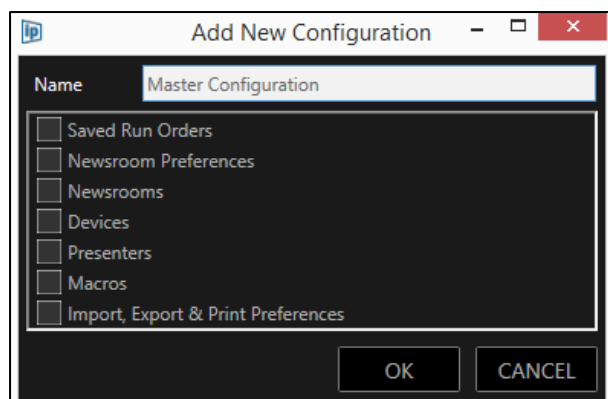 ip
Add New Configuration
Name
Master Configuration
Saved Run Orders
Newsroom Preferences
Newsrooms
Devices
Presenters
Macros
Import, Export & Print Preferences
OK
CANCEL